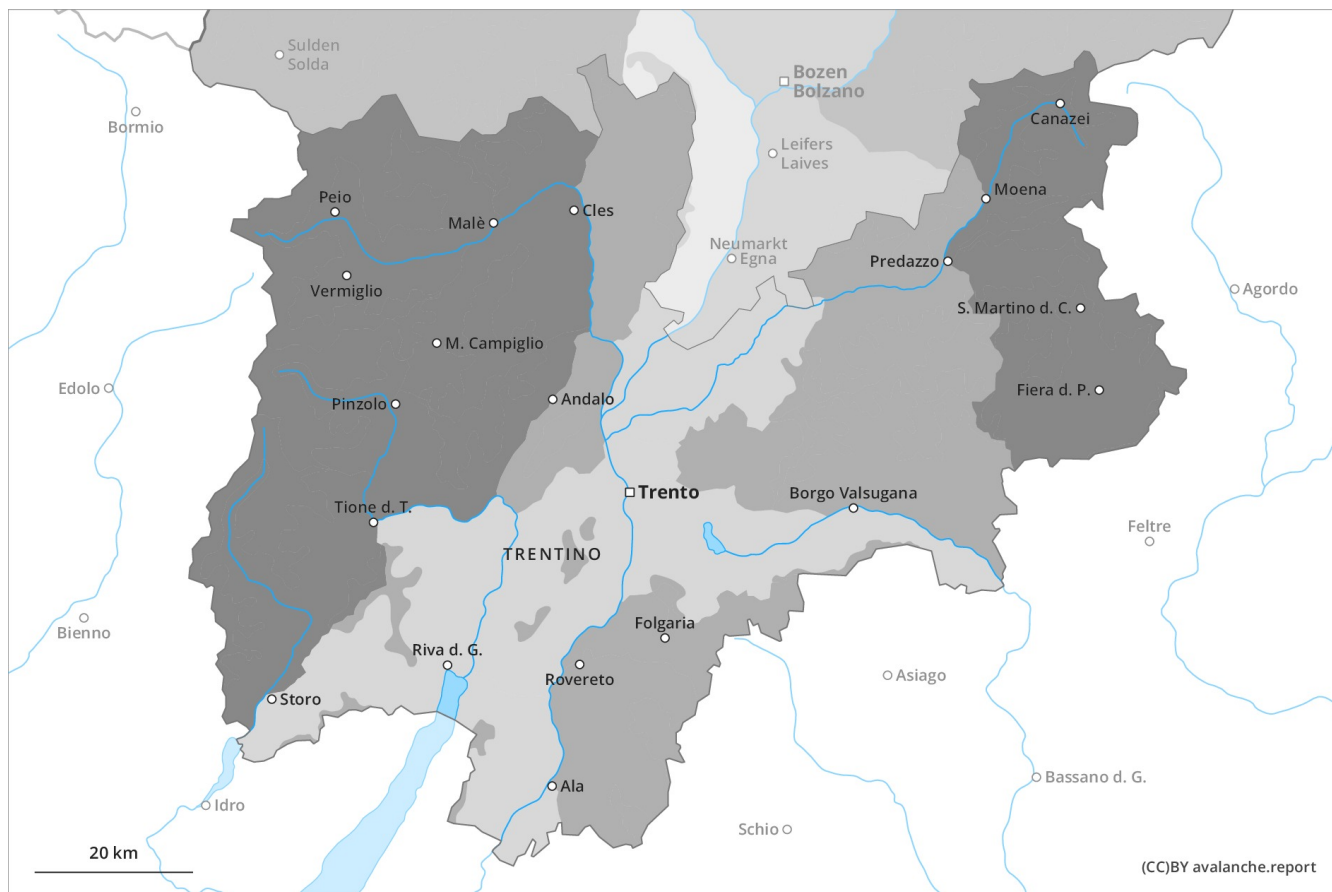 Sulden
Solda
Bozen
Bolzano
Bormio
Canazei
Leifers
Laives
Moena
Peio
Malè
Cles
Neumarkt
Egna
Predazzo
Vermiglio
Agordo
S. Martino d. C.
M. Campiglio
Edolo
Pinzolo
Andalo
Fiera d. P.
Trento
Borgo Valsugana
Tione d. T.
Feltre
TRENTINO
Bienno
Folgaria
Riva d. G.
Rovereto
Asiago
Storo
Bassano d. G.
Ala
Idro
Schio
20 km
(CC)BY avalanche.report